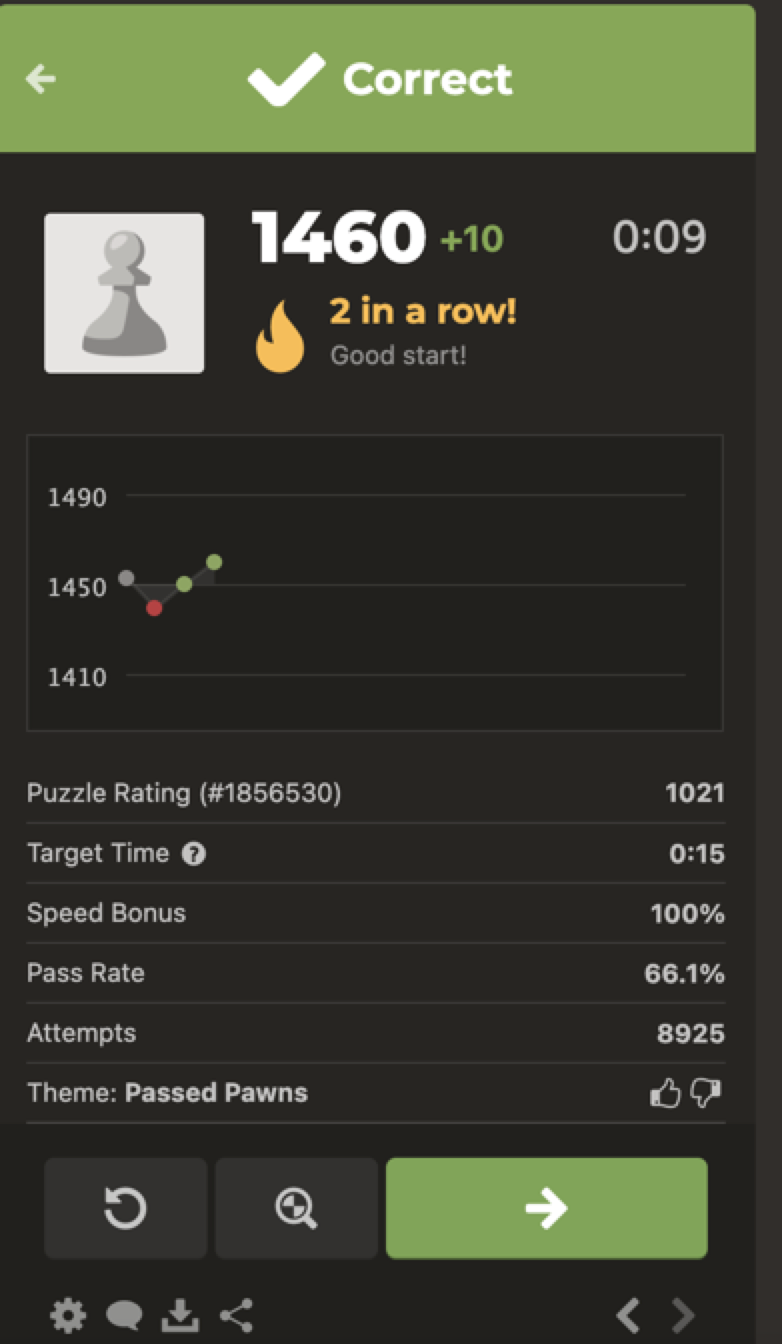 Correct
1460 +10 0:09
2 in a row!
Good start!
1490
1450
1410
Puzzle Rating (#1856530) 1021
Target Time ? 0:15
Speed Bonus 100%
Pass Rate 66.1%
Attempts 8925
Theme: Passed Pawns